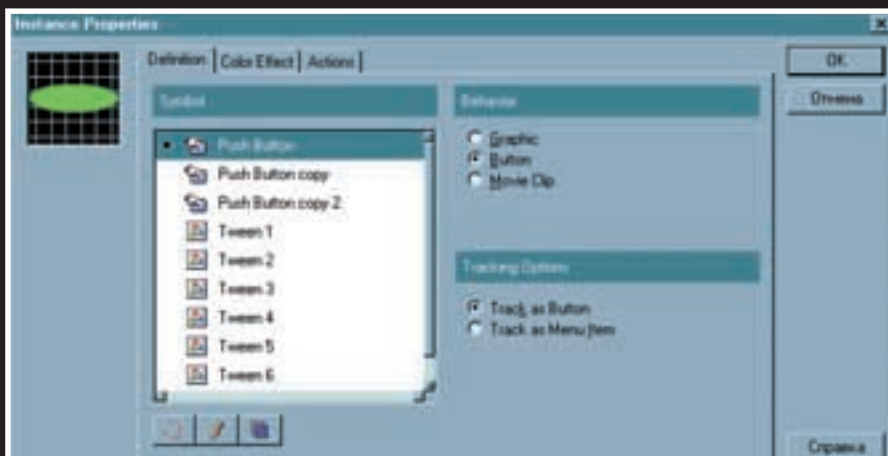 Instance Properties
Definition
Color Effect
Actions
OK
Отмена
Symbol
Push Button
Push Button copy
Push Button copy 2
Tween 1
Tween 2
Tween 3
Tween 4
Tween 5
Tween 6
Behavior
Graphic
Button
Movie Clip
Tracking Options
Track as Button
Track as Menu Item
Справка